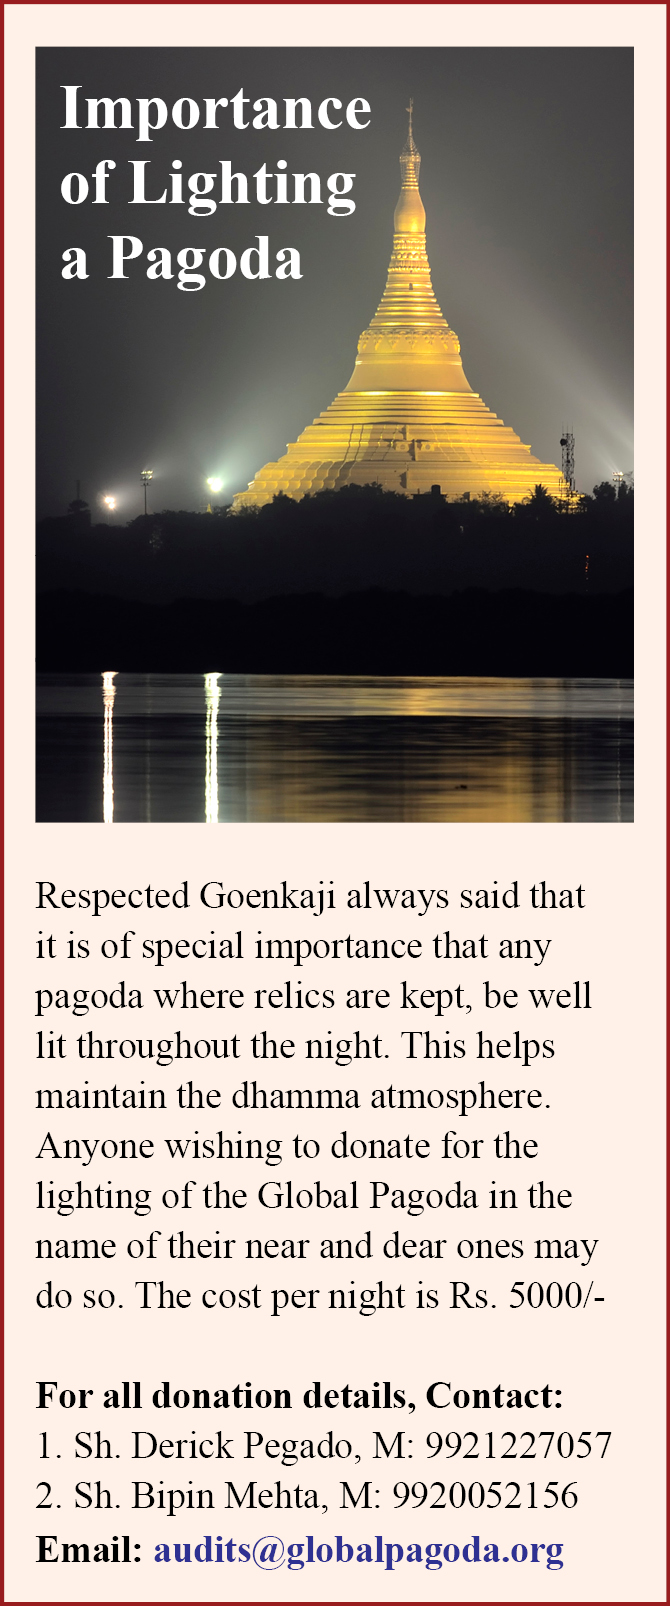 Importance
of Lighting
a Pagoda
Respected Goenkaji always said that
it is of special importance that any
pagoda where relics are kept, be well
lit throughout the night. This helps
maintain the dhamma atmosphere.
Anyone wishing to donate for the
lighting of the Global Pagoda in the
name of their near and dear ones may
do so. The cost per night is Rs. 5000/-
For all donation details, Contact:
1. Sh. Derick Pegado, M: 9921227057
2. Sh. Bipin Mehta, M: 9920052156
Email: audits@globalpagoda.org